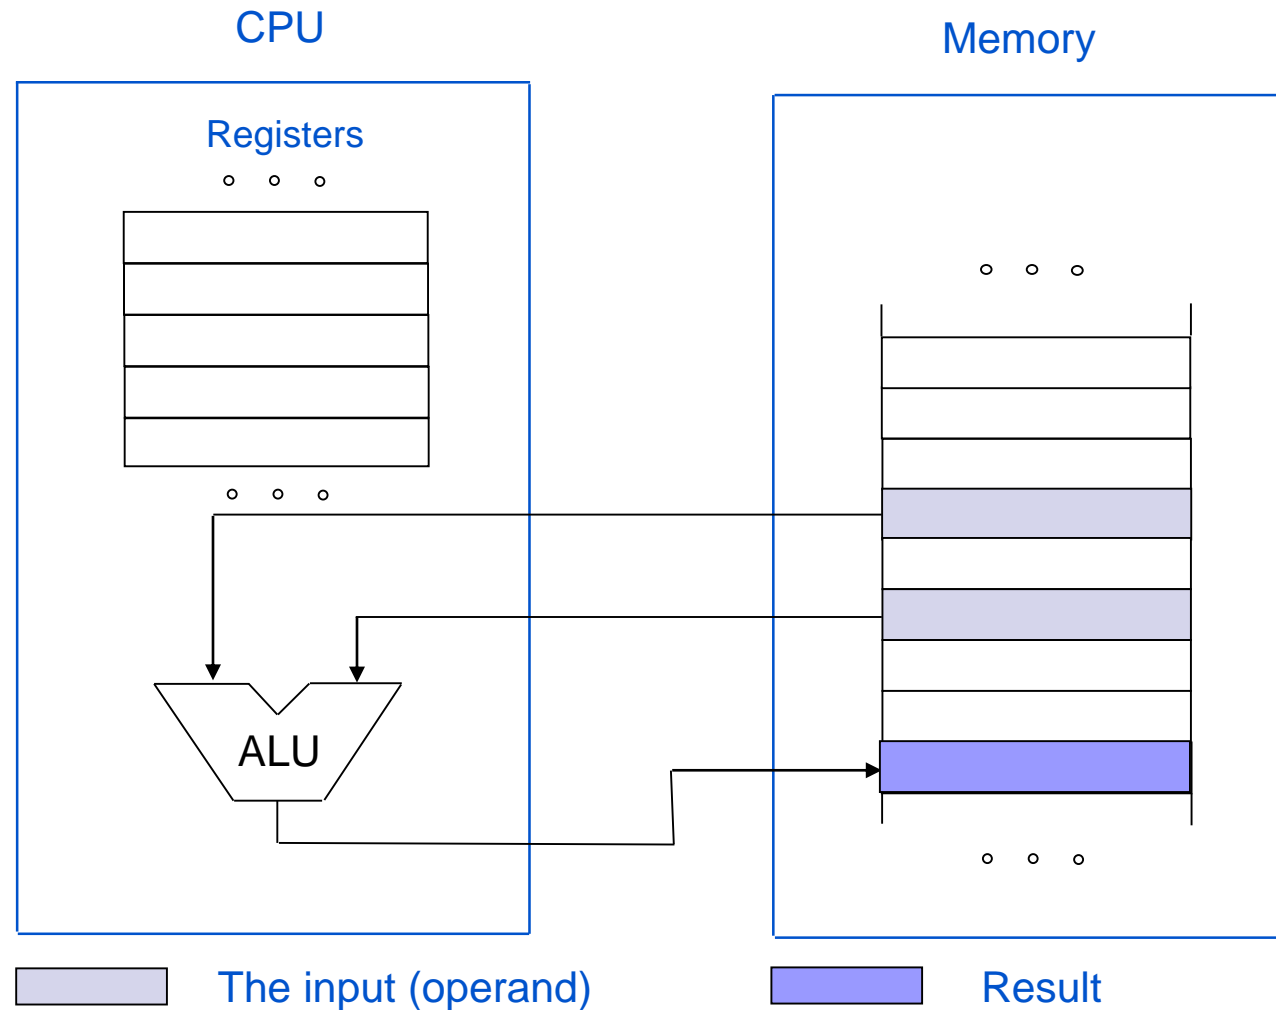 CPU
Memory
Registers
ALU
The input (operand)
Result